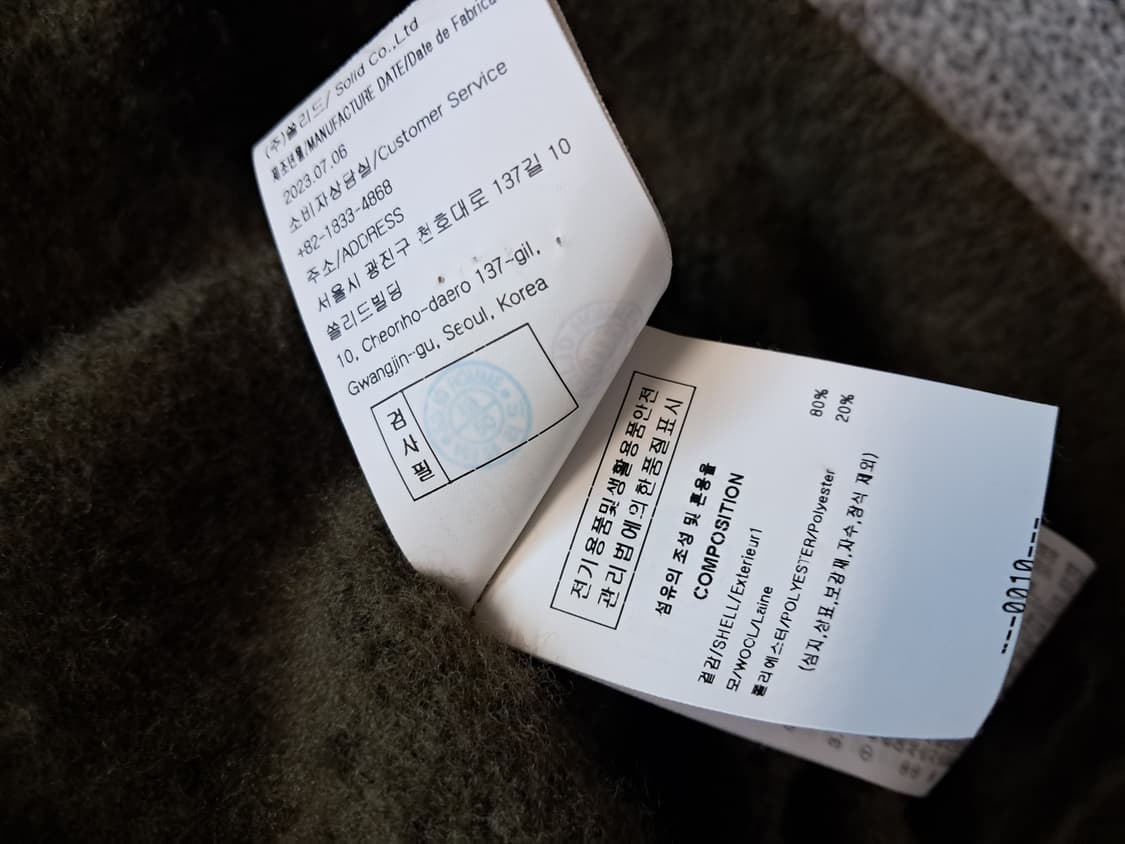 (주)쏠리드/ Solid Co.,Ltd
제조년월/MANUFACTURE DATE/Date de Fabrica
2023.07.06
소비자상담실/Customer Service
+82-1833-4868
주소/ADDRESS
서울시 광진구 천호대로 137길 10
쏠리드빌딩
10, Cheonho-daero 137-gil,
Gwangjin-gu, Seoul, Korea
검사필
HOMME
전기용품및생활용품안전
관리법에의한품질표시
섬유의 조성 및 혼용율
COMPOSITION
겉감/SHELL/Exterieur1
모/WOOL/Laine 80%
폴리에스터/POLYESTER/Polyester 20%
(심지,상표,보강재,자수,장식 제외)
---0010---